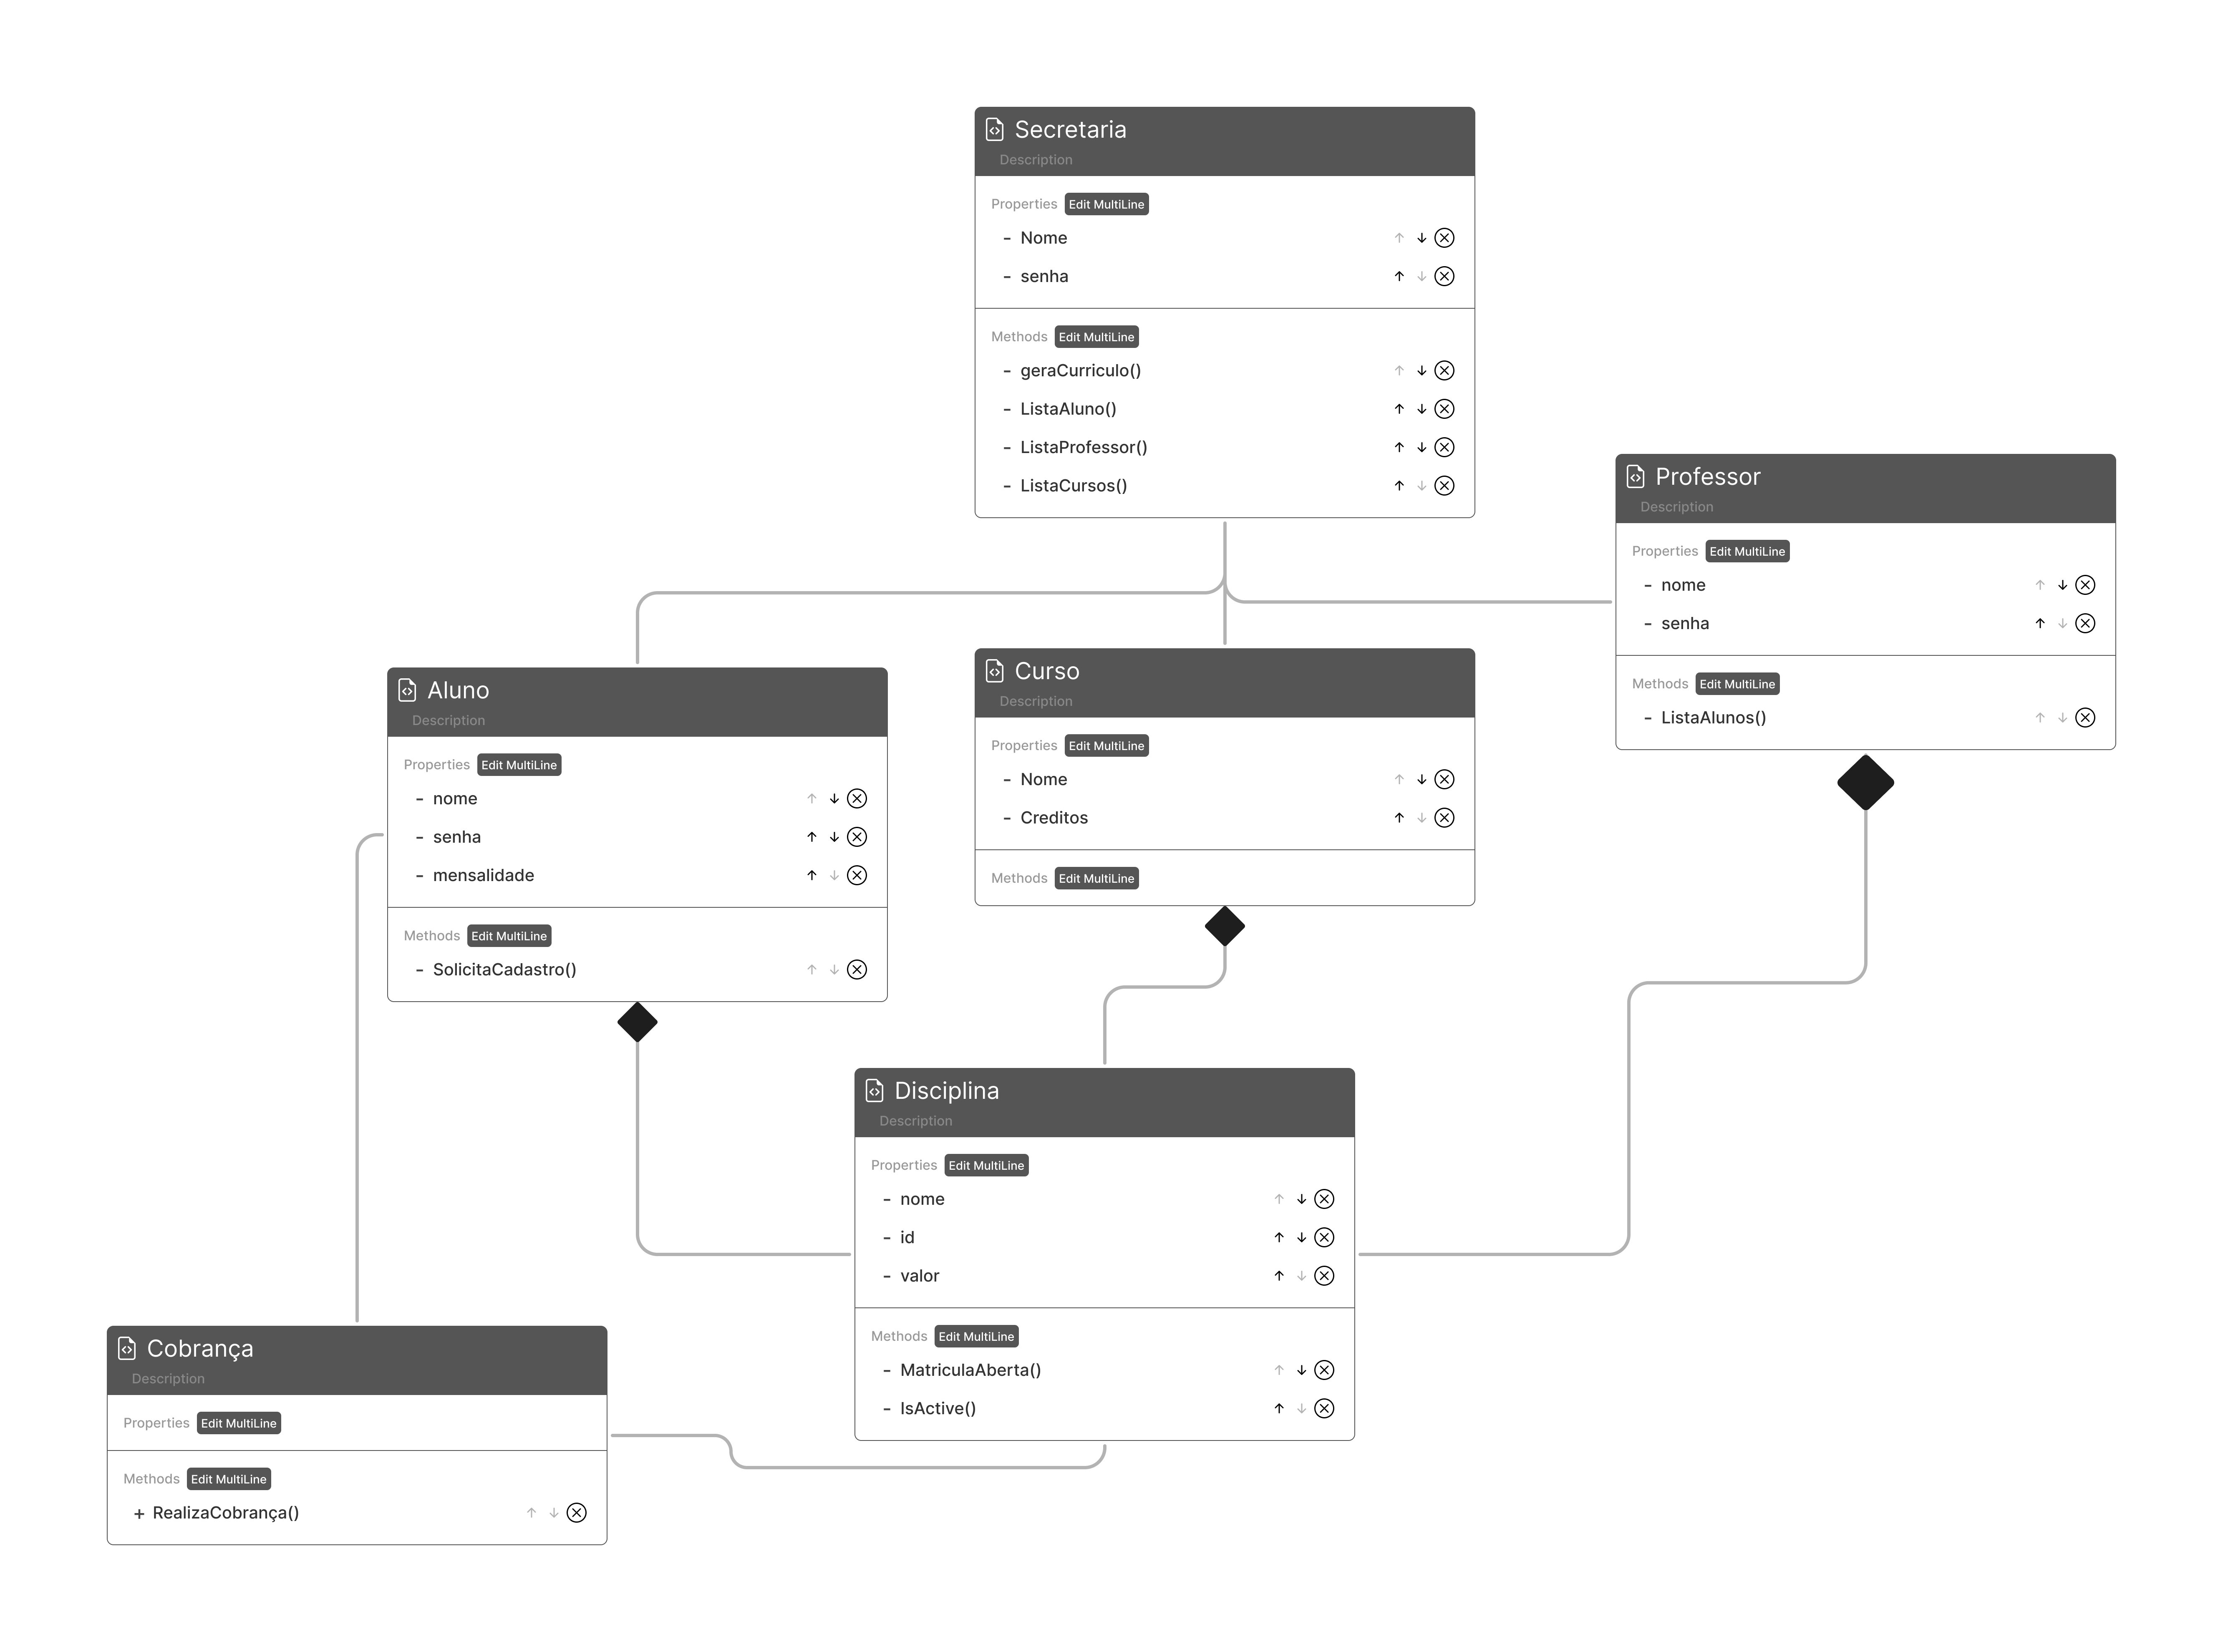 Secretaria
Description
Properties Edit MultiLine
- Nome
- senha
Methods Edit MultiLine
- geraCurriculo()
- ListaAluno()
- ListaProfessor()
- ListaCursos()
Professor
Description
Properties Edit MultiLine
- nome
- senha
Methods Edit MultiLine
- ListaAlunos()
Aluno
Description
Properties Edit MultiLine
- nome
- senha
- mensalidade
Methods Edit MultiLine
- SolicitaCadastro()
Curso
Description
Properties Edit MultiLine
- Nome
- Creditos
Methods Edit MultiLine
Disciplina
Description
Properties Edit MultiLine
- nome
- id
- valor
Methods Edit MultiLine
- MatriculaAberta()
- IsActive()
Cobrança
Description
Properties Edit MultiLine
Methods Edit MultiLine
+ RealizaCobrança()